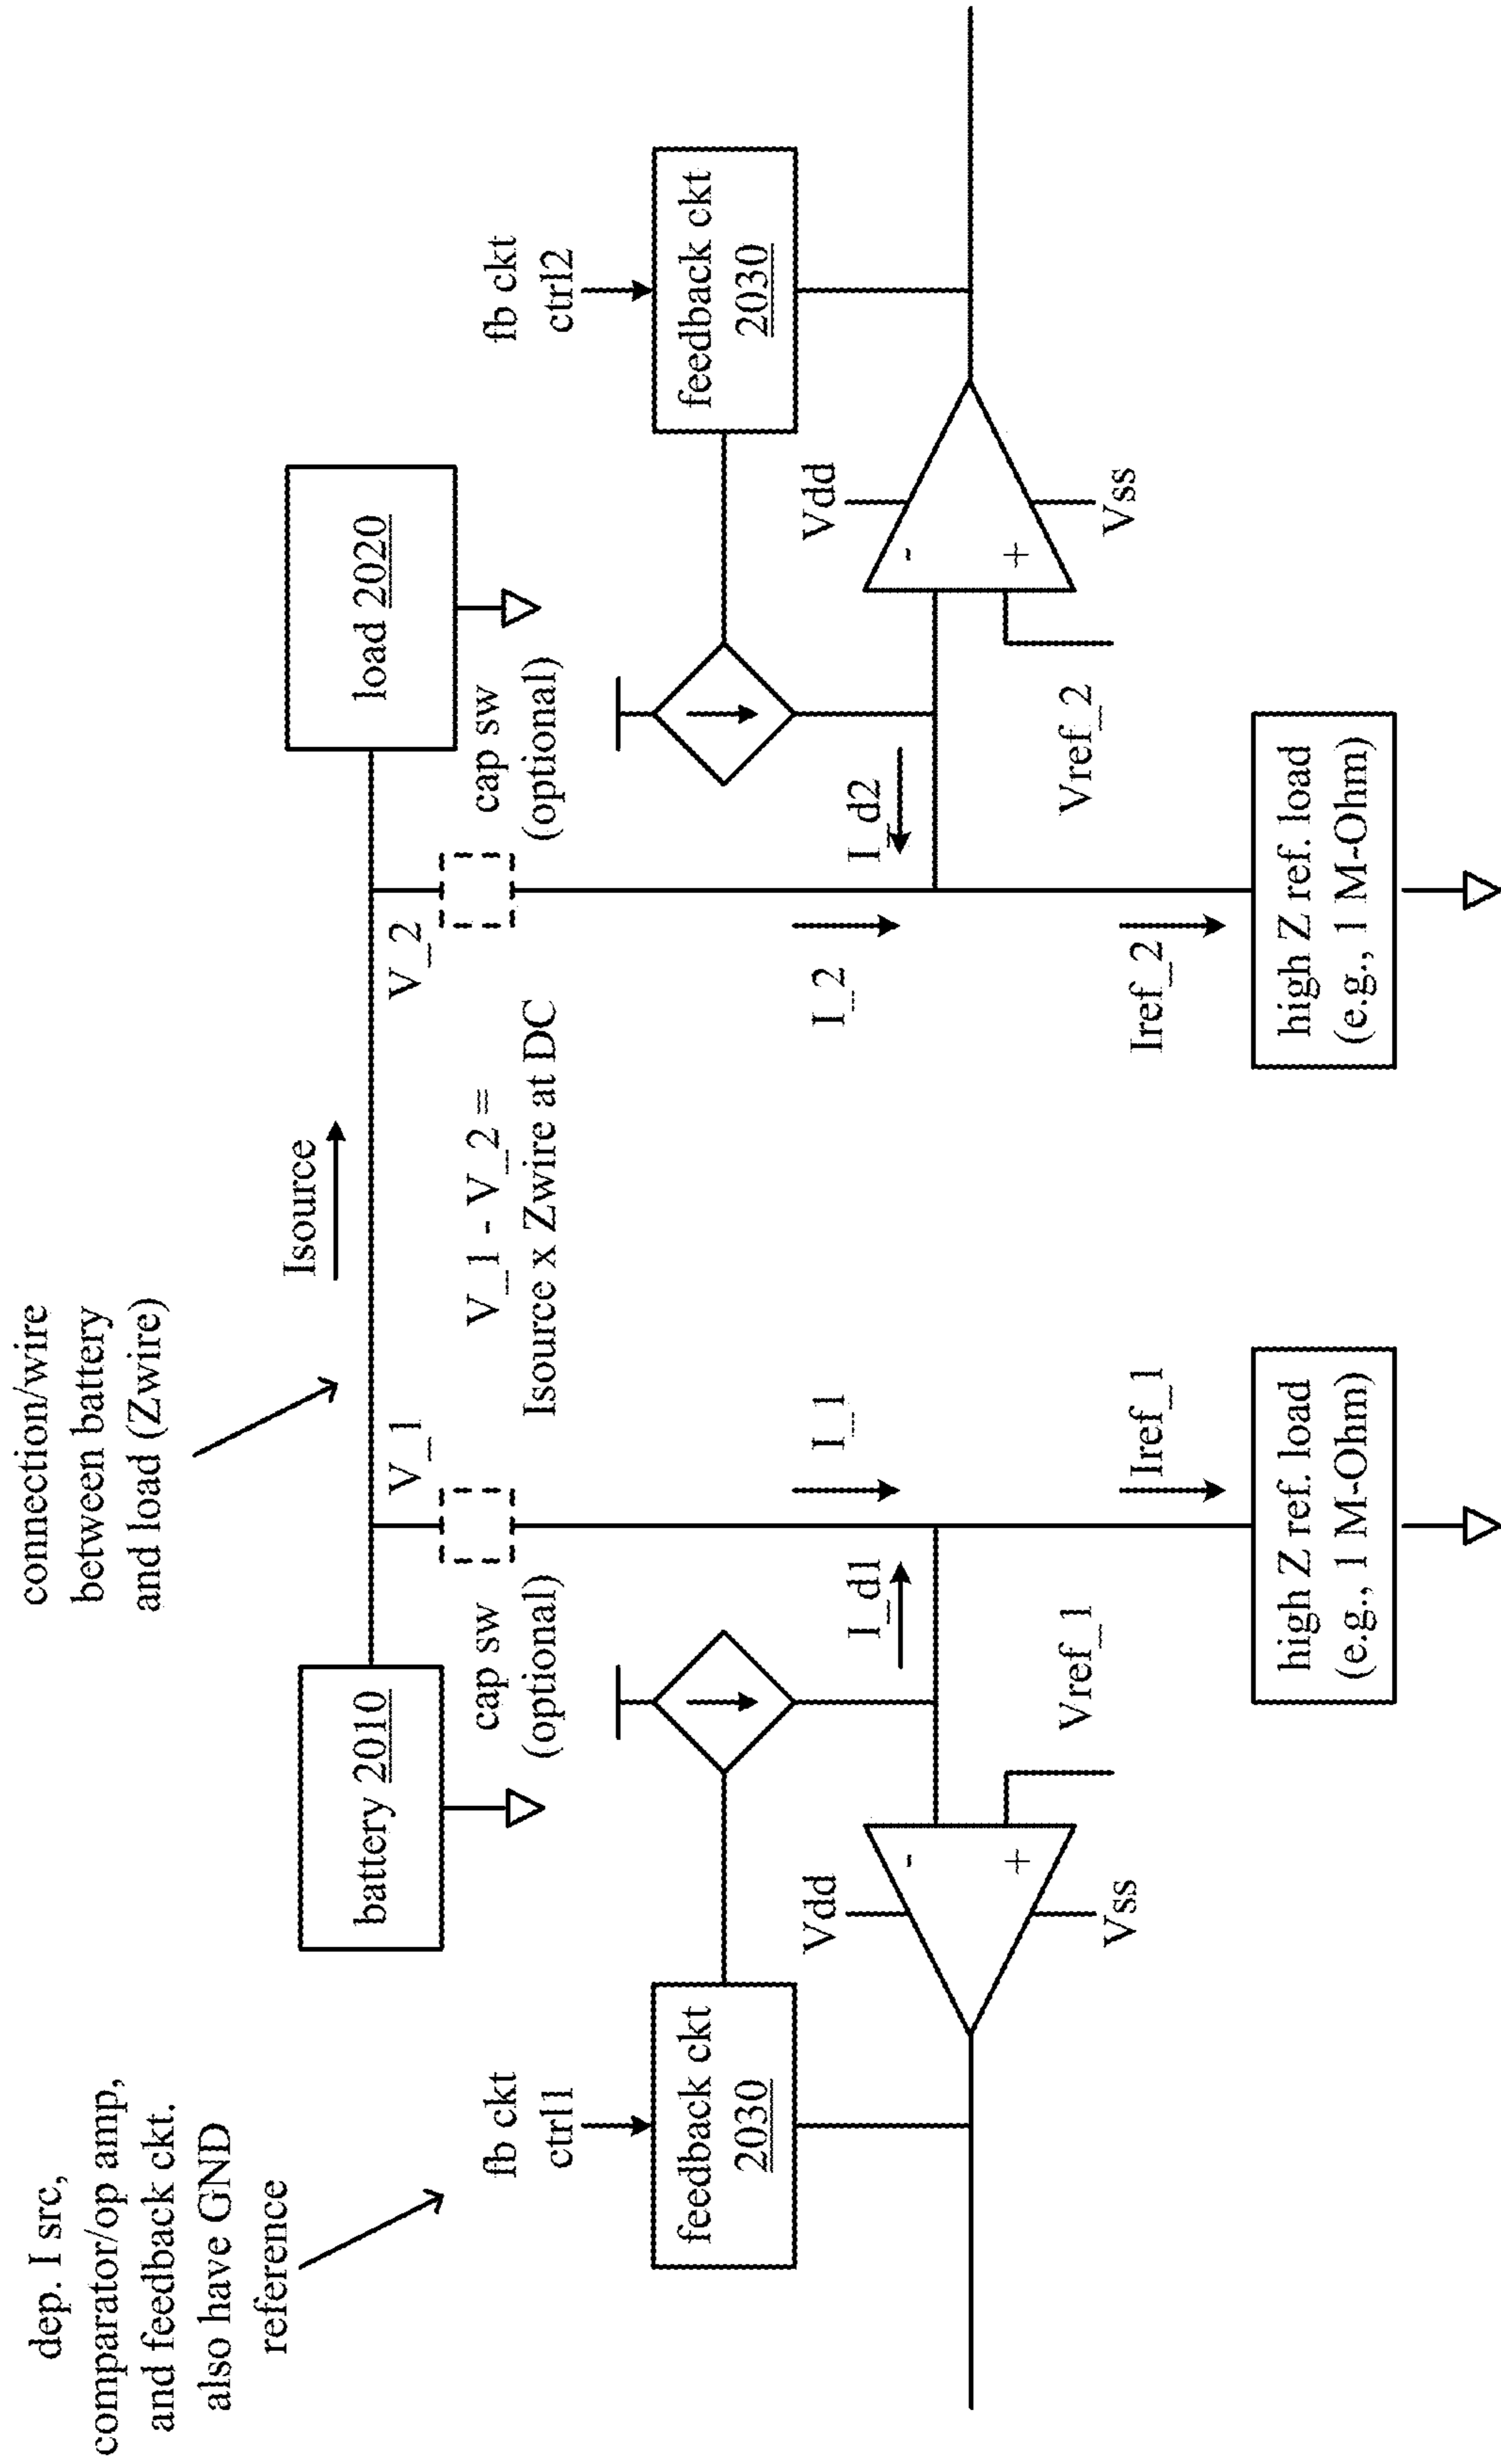 dep. I src,
comparator/op amp,
and feedback ckt.
also have GND
reference
connection/wire
between battery
and load (Zwire)
battery 2010
Isource
load 2020
V_1
V_2
cap sw
(optional)
V_1 - V_2 =
Isource x Zwire at DC
cap sw
(optional)
fb ckt
ctrl1
feedback ckt
2030
fb ckt
ctrl2
feedback ckt
2030
Vdd
-
+
Vss
I_d1
I_1
I_2
I_d2
Vdd
-
+
Vss
Vref_1
Iref_1
Iref_2
Vref_2
high Z ref. load
(e.g., 1 M-Ohm)
high Z ref. load
(e.g., 1 M-Ohm)